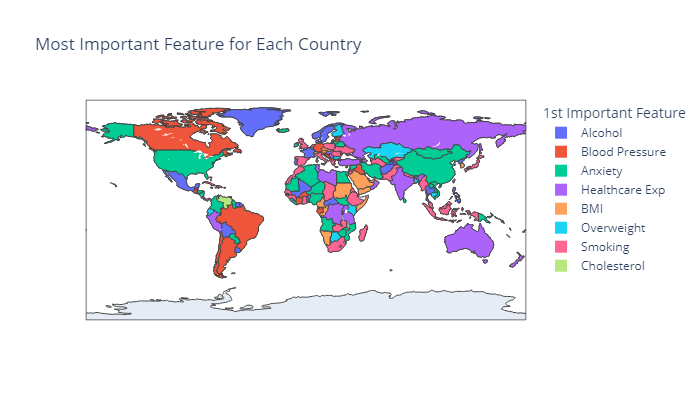 Most Important Feature for Each Country
1st Important Feature
Alcohol
Blood Pressure
Anxiety
Healthcare Exp
BMI
Overweight
Smoking
Cholesterol